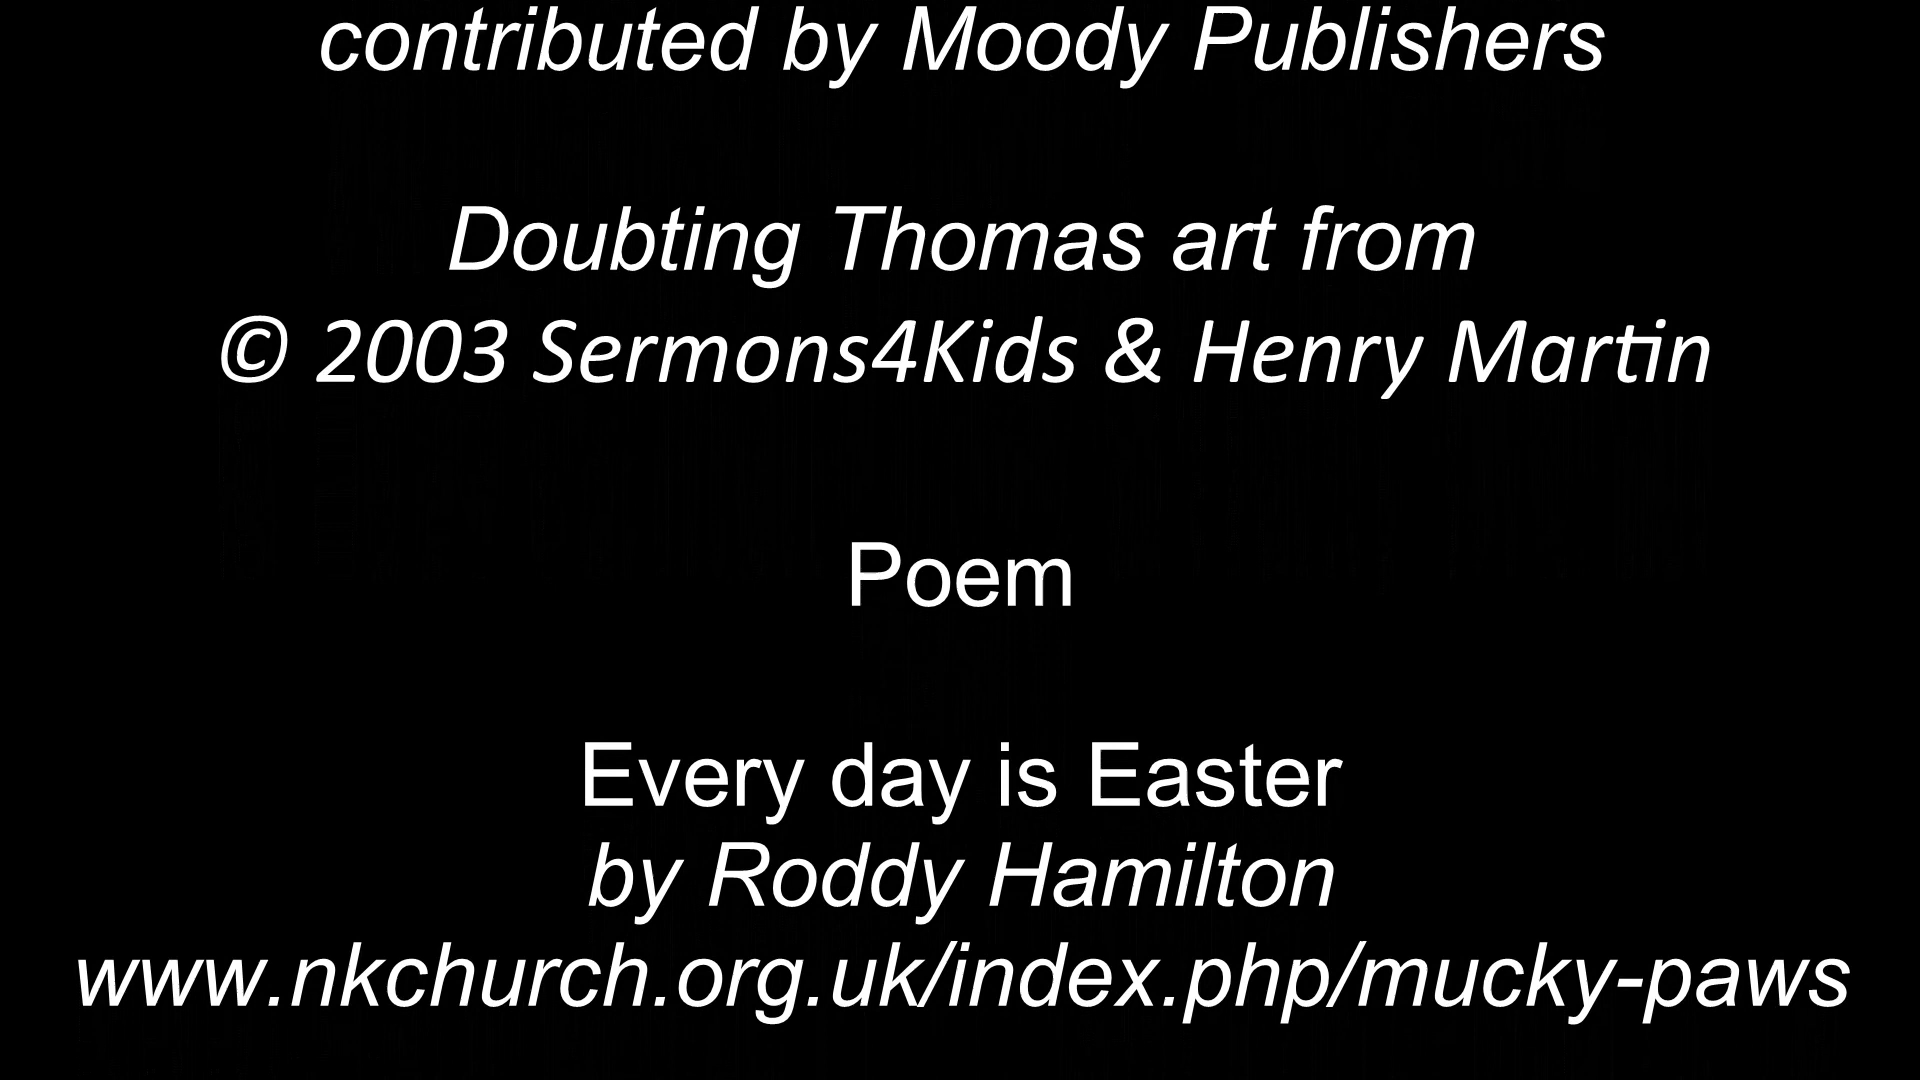 contributed by Moody Publishers
Doubting Thomas art from
© 2003 Sermons4Kids & Henry Martin
Poem
Every day is Easter
by Roddy Hamilton
www.nkchurch.org.uk/index.php/mucky-paws